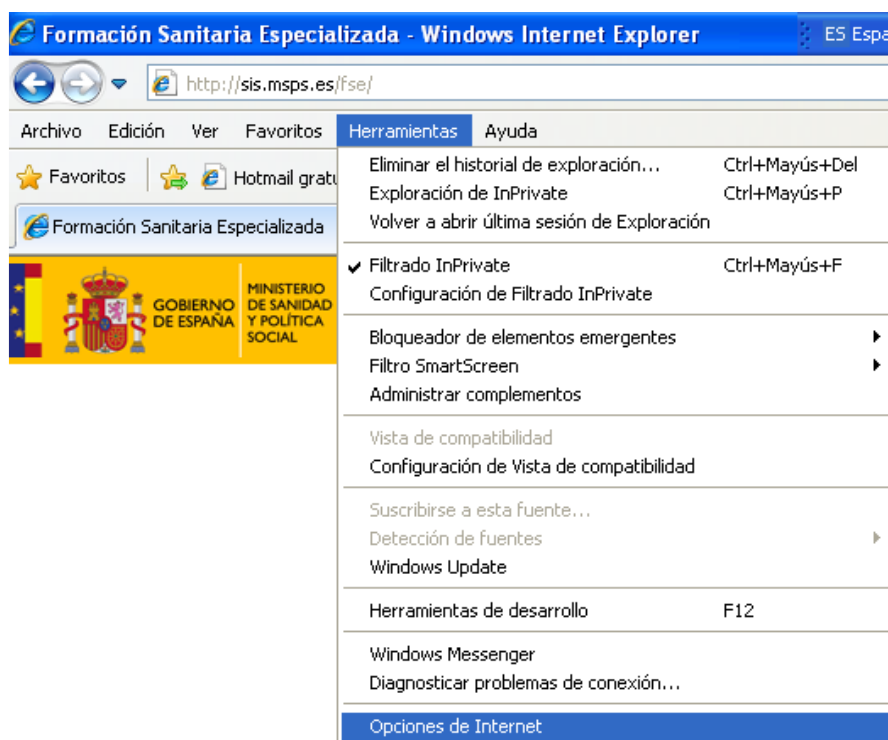 Formación Sanitaria Especializada - Windows Internet Explorer
ES
http://sis.msps.es/fse/
Archivo Edición Ver Favoritos Herramientas Ayuda
Favoritos Hotmail
Formación Sanitaria Especializada
GOBIERNO DE ESPAÑA
MINISTERIO DE SANIDAD Y POLÍTICA SOCIAL
Eliminar el historial de exploración... Ctrl+Mayús+Del
Exploración de InPrivate Ctrl+Mayús+P
Volver a abrir última sesión de Exploración
Filtrado InPrivate Ctrl+Mayús+F
Configuración de Filtrado InPrivate
Bloqueador de elementos emergentes
Filtro SmartScreen
Administrar complementos
Vista de compatibilidad
Configuración de Vista de compatibilidad
Suscribirse a esta fuente...
Detección de fuentes
Windows Update
Herramientas de desarrollo F12
Windows Messenger
Diagnosticar problemas de conexión...
Opciones de Internet